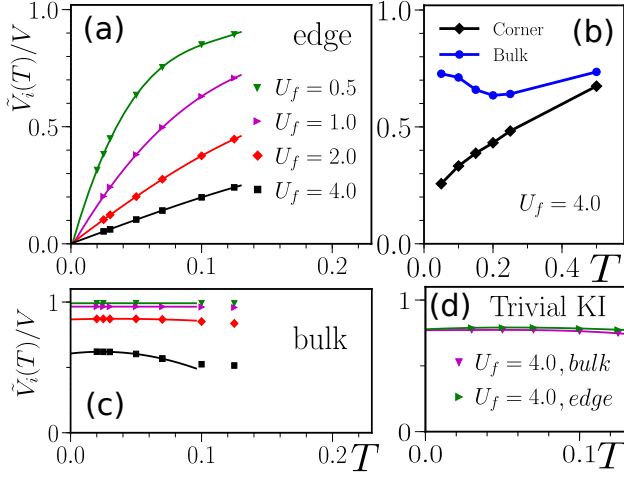 1.0
0.5
0.0
Ṽ_i(T)/V
(a)
edge
U_f = 0.5
U_f = 1.0
U_f = 2.0
U_f = 4.0
0.0
0.1
0.2
1.0
0.5
0.0
(b)
Corner
Bulk
U_f = 4.0
0.0
0.4
T
1
0
Ṽ_i(T)/V
(c)
bulk
0.0
0.1
T
1
0
(d)
Trivial KI
U_f = 4.0, bulk
U_f = 4.0, edge
0.0
0.1